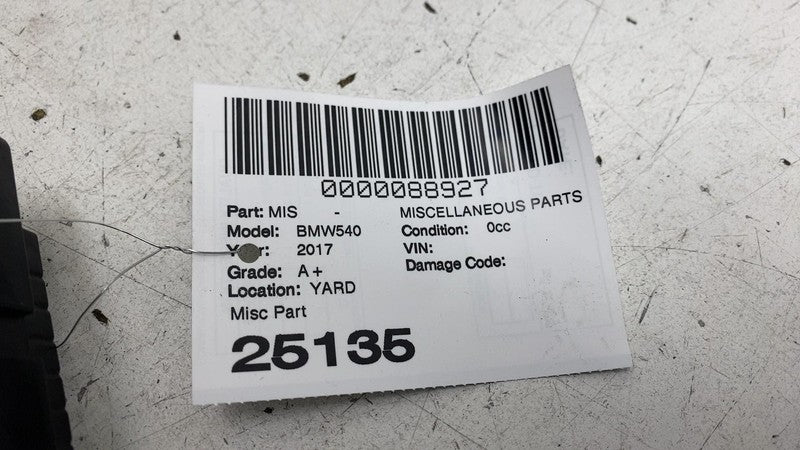 0000088927
Part: MIS - MISCELLANEOUS PARTS
Model: BMW540 Condition: 0cc
Year: 2017 VIN:
Grade: A+ Damage Code:
Location: YARD
Misc Part
25135